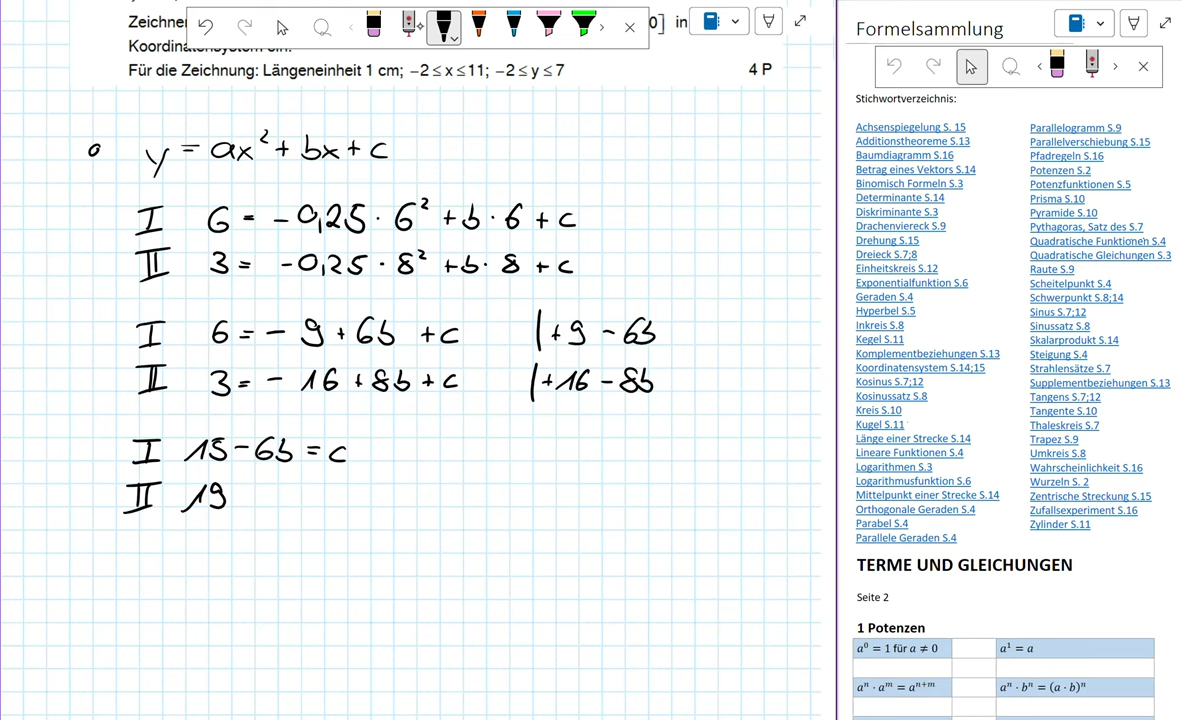 Zeichne
0] in
Koordinatensystem ein.
Für die Zeichnung: Längeneinheit 1 cm; −2 ≤ x ≤ 11; −2 ≤ y ≤ 7
4 P
y = ax² + bx + c
I 6 = −0,25 · 6² + b · 6 + c
II 3 = −0,25 · 8² + b · 8 + c
I 6 = −9 + 6b + c |+9 − 6b
II 3 = −16 + 8b + c |+16 − 8b
I 15 − 6b = c
II 19
Formelsammlung
Stichwortverzeichnis:
Achsenspiegelung S. 15
Additionstheoreme S.13
Baumdiagramm S.16
Betrag eines Vektors S.14
Binomisch Formeln S.3
Determinante S.14
Diskriminante S.3
Drachenviereck S.9
Drehung S.15
Dreieck S.7;8
Einheitskreis S.12
Exponentialfunktion S.6
Geraden S.4
Hyperbel S.5
Inkreis S.8
Kegel S.11
Komplementbeziehungen S.13
Koordinatensystem S.14;15
Kosinus S.7;12
Kosinussatz S.8
Kreis S.10
Kugel S.11
Länge einer Strecke S.14
Lineare Funktionen S.4
Logarithmen S.3
Logarithmusfunktion S.6
Mittelpunkt einer Strecke S.14
Orthogonale Geraden S.4
Parabel S.4
Parallele Geraden S.4
Parallelogramm S.9
Parallelverschiebung S.15
Pfadregeln S.16
Potenzen S.2
Potenzfunktionen S.5
Prisma S.10
Pyramide S.10
Pythagoras, Satz des S.7
Quadratische Funktionen S.4
Quadratische Gleichungen S.3
Raute S.9
Scheitelpunkt S.4
Schwerpunkt S.8;14
Sinus S.7;12
Sinussatz S.8
Skalarprodukt S.14
Steigung S.4
Strahlensätze S.7
Supplementbeziehungen S.13
Tangens S.7;12
Tangente S.10
Thaleskreis S.7
Trapez S.9
Umkreis S.8
Wahrscheinlichkeit S.16
Wurzeln S. 2
Zentrische Streckung S.15
Zufallsexperiment S.16
Zylinder S.11
TERME UND GLEICHUNGEN
Seite 2
1 Potenzen
a⁰ = 1 für a ≠ 0
a¹ = a
aⁿ · aᵐ = aⁿ⁺ᵐ
aⁿ · bⁿ = (a · b)ⁿ